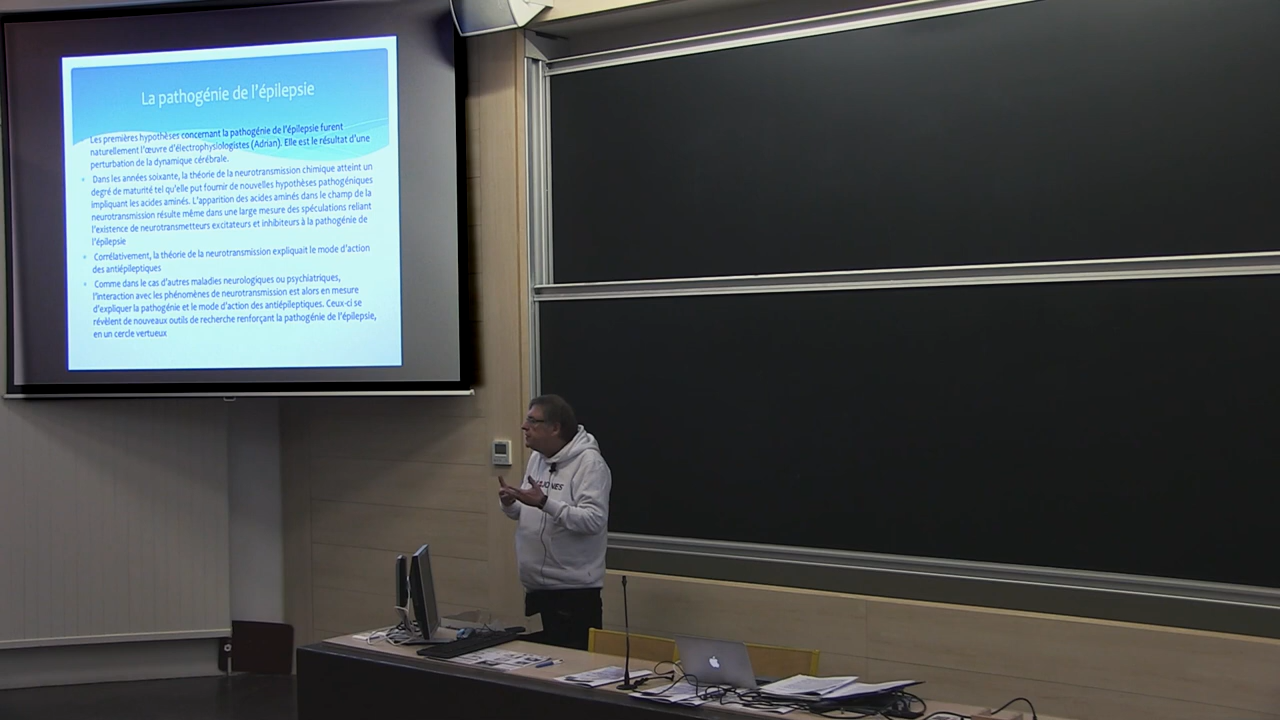 La pathogénie de l'épilepsie
Les premières hypothèses concernant la pathogénie de l'épilepsie furent
naturellement l'œuvre d'électrophysiologistes (Adrian). Elle est le résultat d'une
perturbation de la dynamique cérébrale.
Dans les années soixante, la théorie de la neurotransmission chimique atteint un
degré de maturité tel qu'elle put fournir de nouvelles hypothèses pathogéniques
impliquant les acides aminés. L'apparition des acides aminés dans le champ de la
neurotransmission résulte même dans une large mesure des spéculations reliant
l'existence de neurotransmetteurs excitateurs et inhibiteurs à la pathogénie de
l'épilepsie
Corrélativement, la théorie de la neurotransmission expliquait le mode d'action
des antiépileptiques
Comme dans le cas d'autres maladies neurologiques ou psychiatriques,
l'interaction avec les phénomènes de neurotransmission est alors en mesure
d'expliquer la pathogénie et le mode d'action des antiépileptiques. Ceux-ci se
révèlent de nouveaux outils de recherche renforçant la pathogénie de l'épilepsie,
en un cercle vertueux